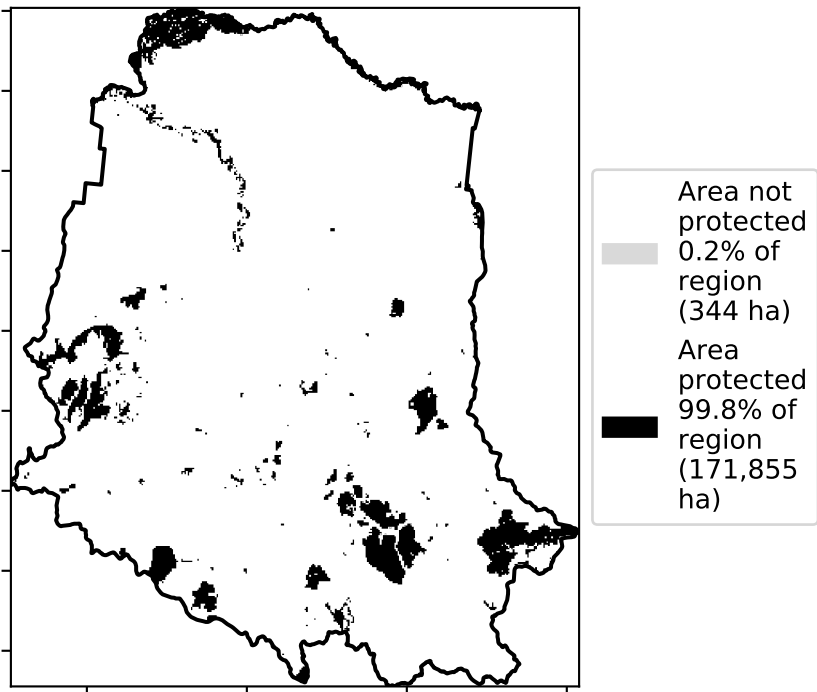 Area not
protected
0.2% of
region
(344 ha)
Area
protected
99.8% of
region
(171,855
ha)